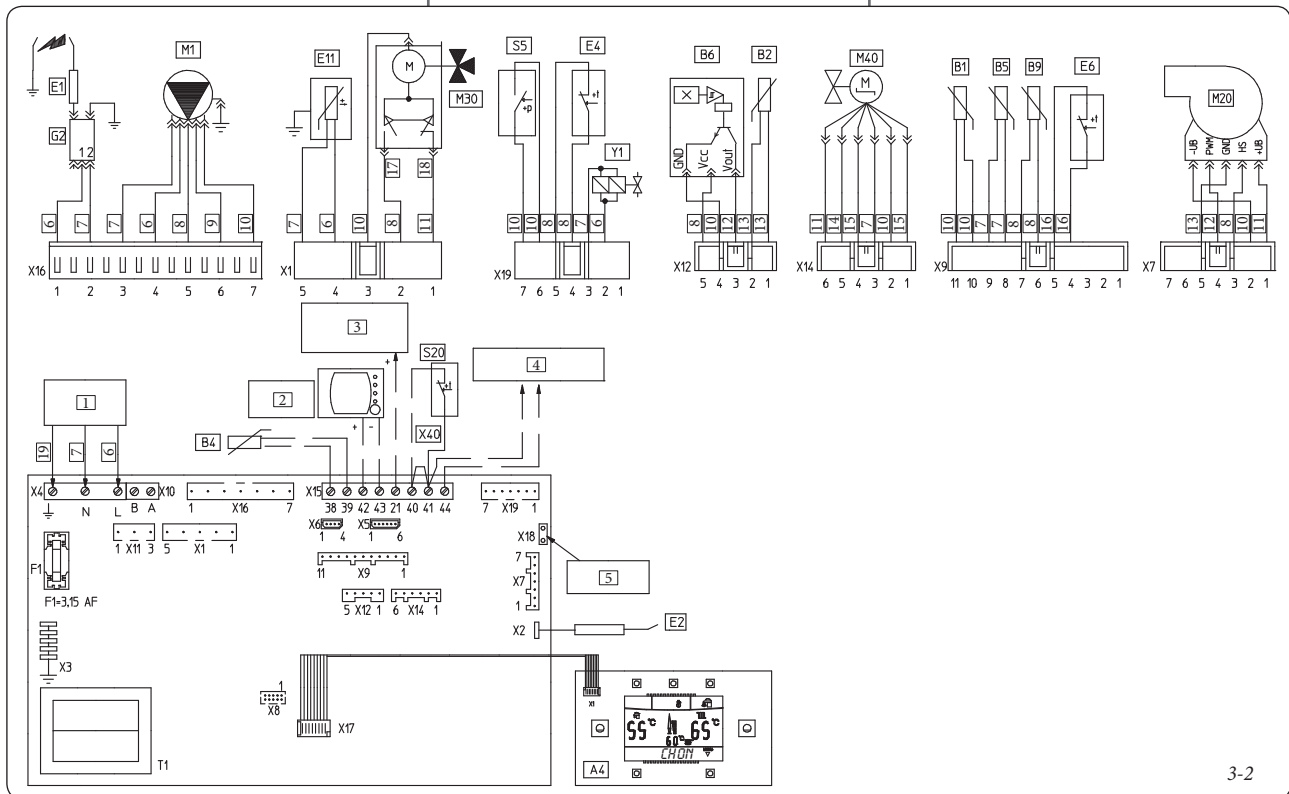 M1
E1
G2
1 2
6 7 7 6 8 9 10
X16
1 2 3 4 5 6 7
E11
M
M30
17 18
7 6 10 8 11
X1
5 4 3 2 1
S5 E4
+p +t
Y1
10 10 8 8 7 6
X19
7 6 5 4 3 2 1
B6 B2
GND Vcc Vout
8 10 12 13 13
X12
5 4 3 2 1
M40
M
11 14 15 7 10 15
X14
6 5 4 3 2 1
B1 B5 B9 E6
+t
10 10 7 7 8 8 16 16
X9
11 10 9 8 7 6 5 4 3 2 1
M20
-UB PWM GND HS +UB
13 12 8 10 11
X7
7 6 5 4 3 2 1
3
+
S20
+t
4
1
2
+ -
B4
X40
19 7 6
X4 N L B A X10
1 X16 7
X15
38 39 42 43 21 40 41 44
7 X19 1
1 X11 3 5 X1 1
X6
1 4
X5
1 6
X18
F1
F1=3,15 AF
11 X9 1
7
X7
1
5
5 X12 1 6 X14 1
X2
E2
X3
1
X8
X17
T1
X1
8
55 °C 65 °C
60 °C
CH ON
A4
3-2